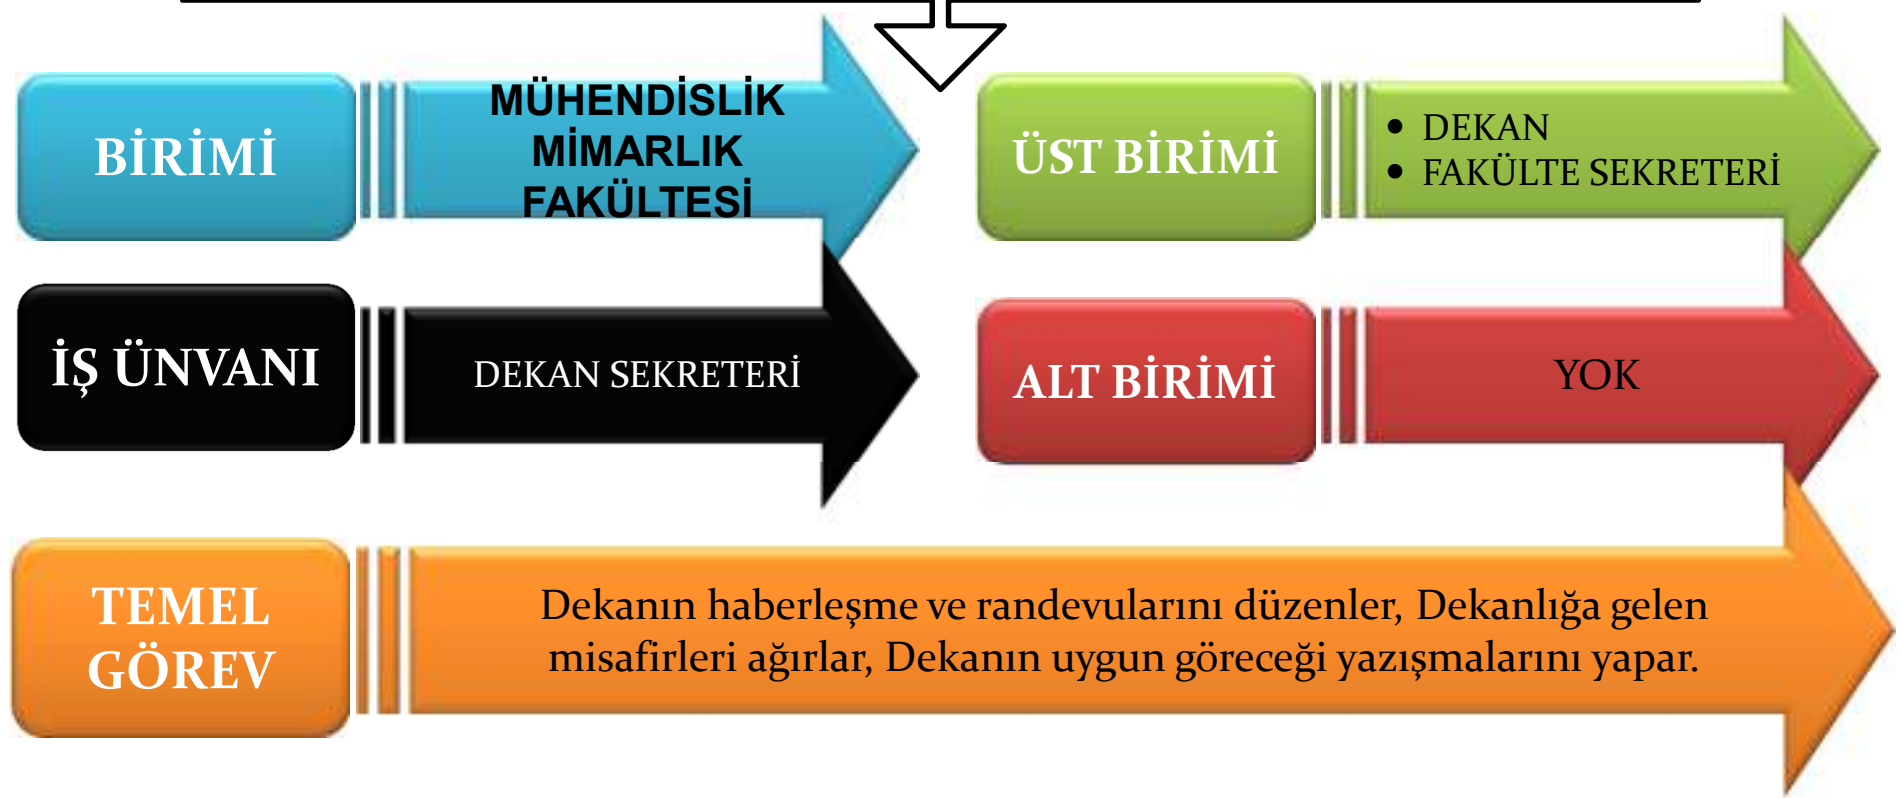 BİRİMİ
MÜHENDİSLİK
MİMARLIK
FAKÜLTESİ
ÜST BİRİMİ
• DEKAN
• FAKÜLTE SEKRETERİ
İŞ ÜNVANI
DEKAN SEKRETERİ
ALT BİRİMİ
YOK
TEMEL
GÖREV
Dekanın haberleşme ve randevularını düzenler, Dekanlığa gelen
misafirleri ağırlar, Dekanın uygun göreceği yazışmalarını yapar.